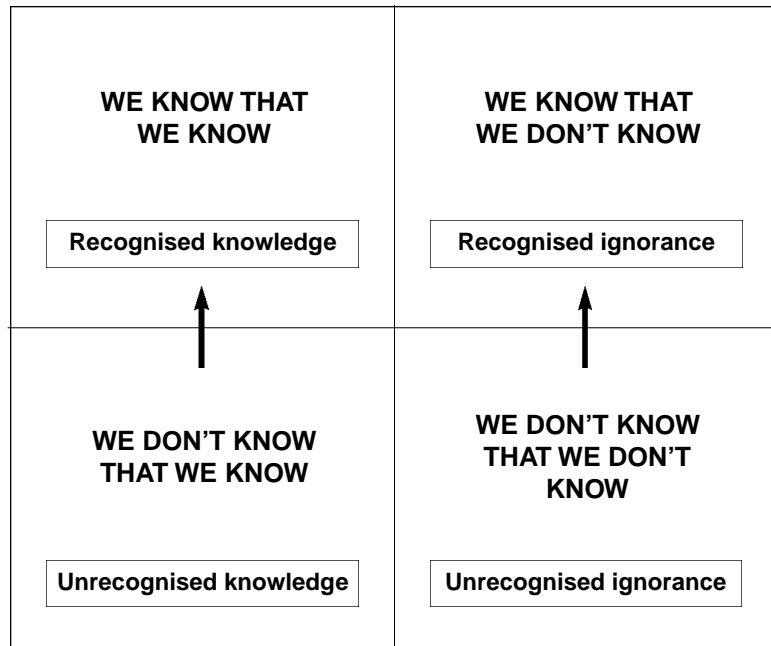 WE KNOW THAT
WE KNOW
Recognised knowledge
WE KNOW THAT
WE DON'T KNOW
Recognised ignorance
WE DON'T KNOW
THAT WE KNOW
Unrecognised knowledge
WE DON'T KNOW
THAT WE DON'T
KNOW
Unrecognised ignorance